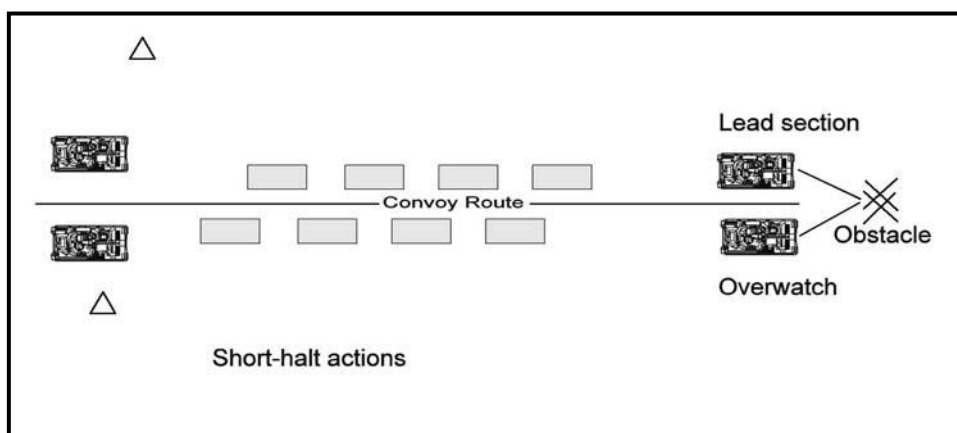 Lead section
Convoy Route
Obstacle
Overwatch
Short-halt actions